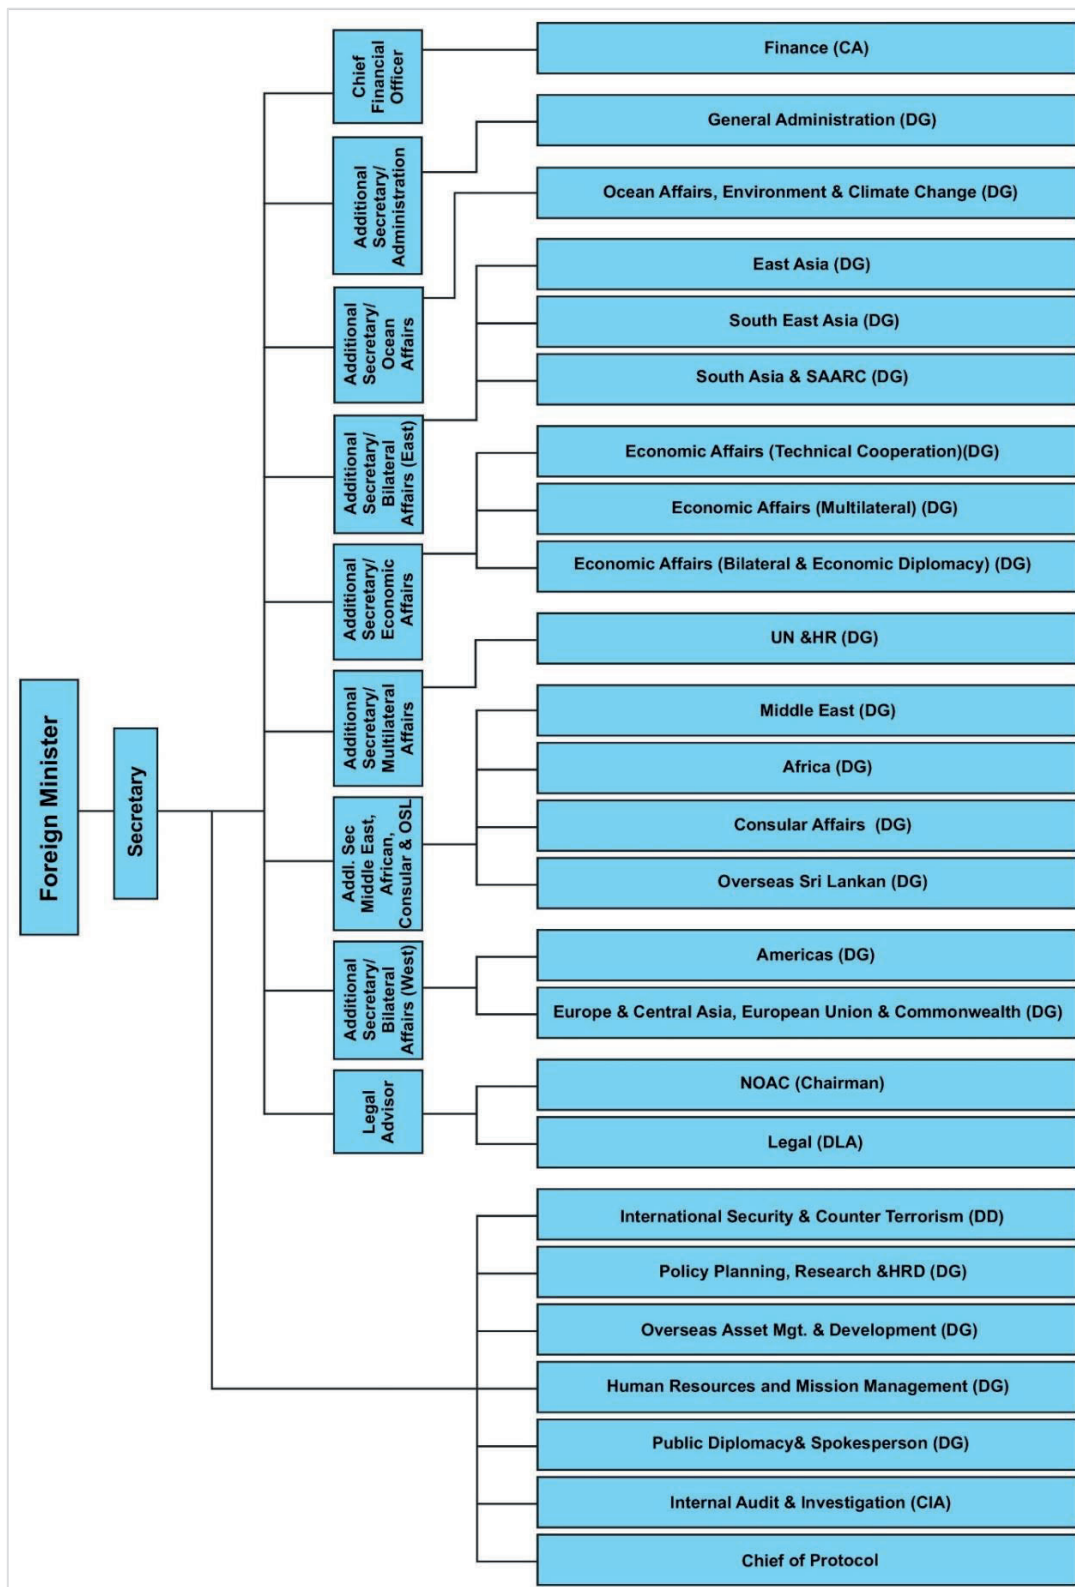 Foreign Minister
Secretary
Chief
Financial
Officer
Additional
Secretary/
Administration
Additional
Secretary/
Ocean
Affairs
Additional
Secretary/
Bilateral
Affairs (East)
Additional
Secretary/
Economic
Affairs
Additional
Secretary/
Multilateral
Affairs
Addl. Sec
Middle East,
African,
Consular & OSL
Additional
Secretary/
Bilateral
Affairs (West)
Legal
Advisor
Finance (CA)
General Administration (DG)
Ocean Affairs, Environment & Climate Change (DG)
East Asia (DG)
South East Asia (DG)
South Asia & SAARC (DG)
Economic Affairs (Technical Cooperation)(DG)
Economic Affairs (Multilateral) (DG)
Economic Affairs (Bilateral & Economic Diplomacy) (DG)
UN &HR (DG)
Middle East (DG)
Africa (DG)
Consular Affairs (DG)
Overseas Sri Lankan (DG)
Americas (DG)
Europe & Central Asia, European Union & Commonwealth (DG)
NOAC (Chairman)
Legal (DLA)
International Security & Counter Terrorism (DD)
Policy Planning, Research &HRD (DG)
Overseas Asset Mgt. & Development (DG)
Human Resources and Mission Management (DG)
Public Diplomacy& Spokesperson (DG)
Internal Audit & Investigation (CIA)
Chief of Protocol